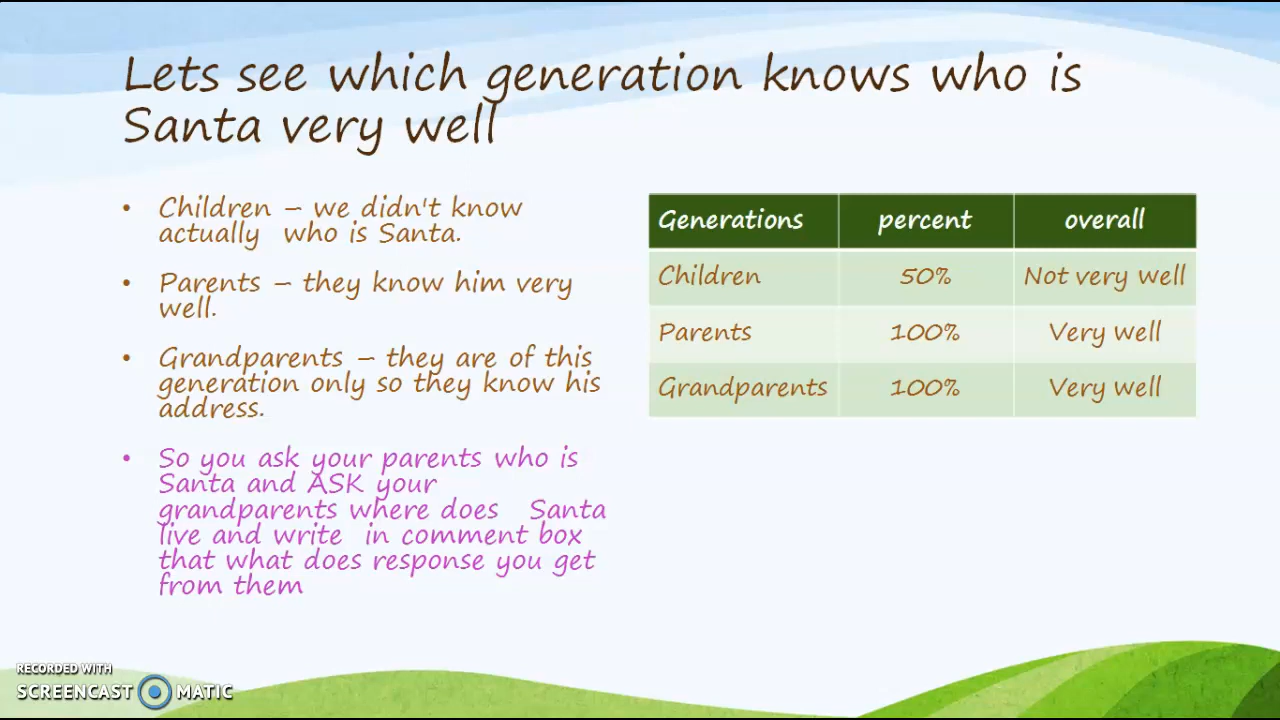 Lets see which generation knows who is
Santa very well
• Children – we didn't know
actually who is Santa.
• Parents – they know him very
well.
• Grandparents – they are of this
generation only so they know his
address.
• So you ask your parents who is
Santa and ASK your
grandparents where does Santa
live and write in comment box
that what does response you get
from them
Generations percent overall
Children 50% Not very well
Parents 100% Very well
Grandparents 100% Very well
RECORDED WITH
SCREENCAST MATIC